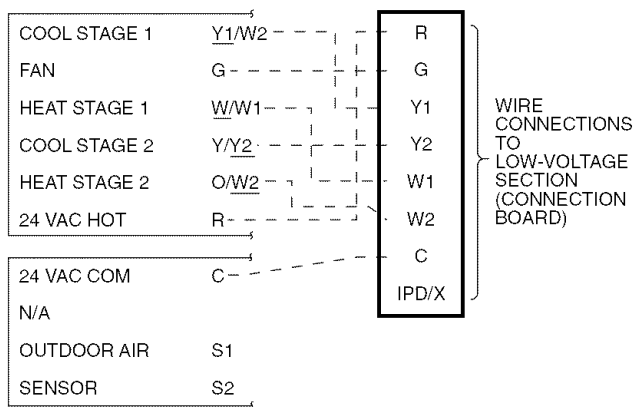 COOL STAGE 1 Y1/W2 R
FAN G G
HEAT STAGE 1 W/W1 Y1
COOL STAGE 2 Y/Y2 Y2
HEAT STAGE 2 O/W2 W1
24 VAC HOT R W2
24 VAC COM C C
N/A IPD/X
OUTDOOR AIR S1
SENSOR S2
WIRE
CONNECTIONS
TO
LOW-VOLTAGE
SECTION
(CONNECTION
BOARD)